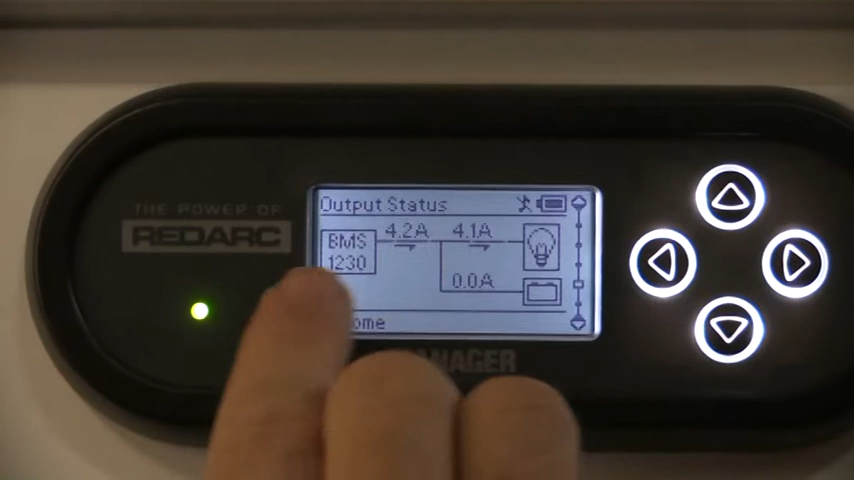 THE POWER OF
REDARC
Output Status
BMS
1230
4.2A
4.1A
0.0A
ome
MANAGER